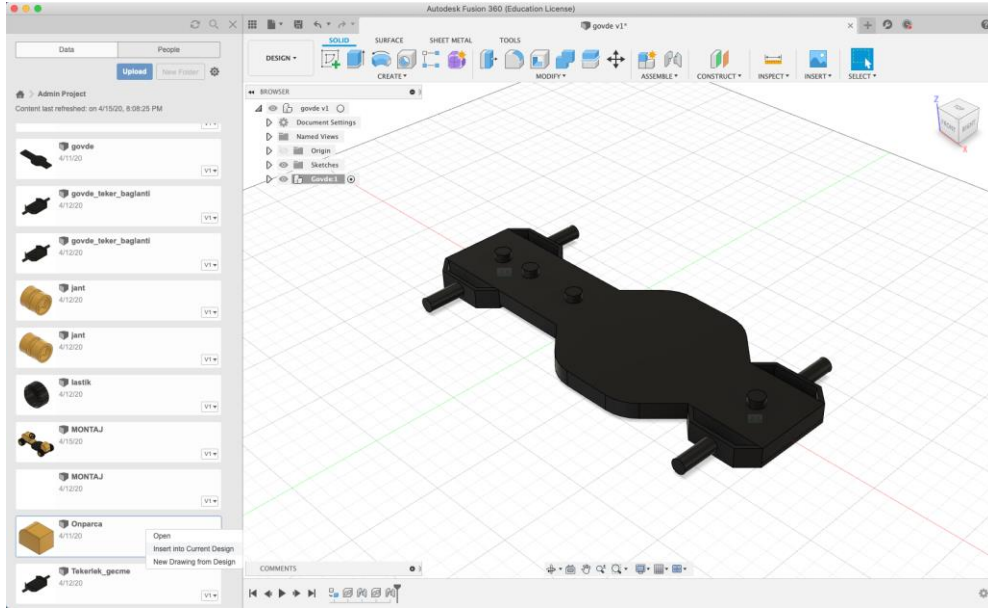 Autodesk Fusion 360 (Education License)
govde v1*
Data
People
Upload
New Folder
Admin Project
Content last refreshed: on 4/15/20, 8:08:25 PM
govde
4/11/20
V1
govde_teker_baglanti
4/12/20
V1
govde_teker_baglanti
4/12/20
V1
jant
4/12/20
V1
jant
4/12/20
V1
lastik
4/12/20
V1
MONTAJ
4/15/20
V1
MONTAJ
4/12/20
V1
Onparca
4/11/20
Open
Insert into Current Design
New Drawing from Design
Tekerlek_gecme
4/12/20
V1
SOLID
SURFACE
SHEET METAL
TOOLS
DESIGN
CREATE
MODIFY
ASSEMBLE
CONSTRUCT
INSPECT
INSERT
SELECT
BROWSER
govde v1
Document Settings
Named Views
Origin
Sketches
Govde:1
Z
TOP
FRONT
RIGHT
X
COMMENTS